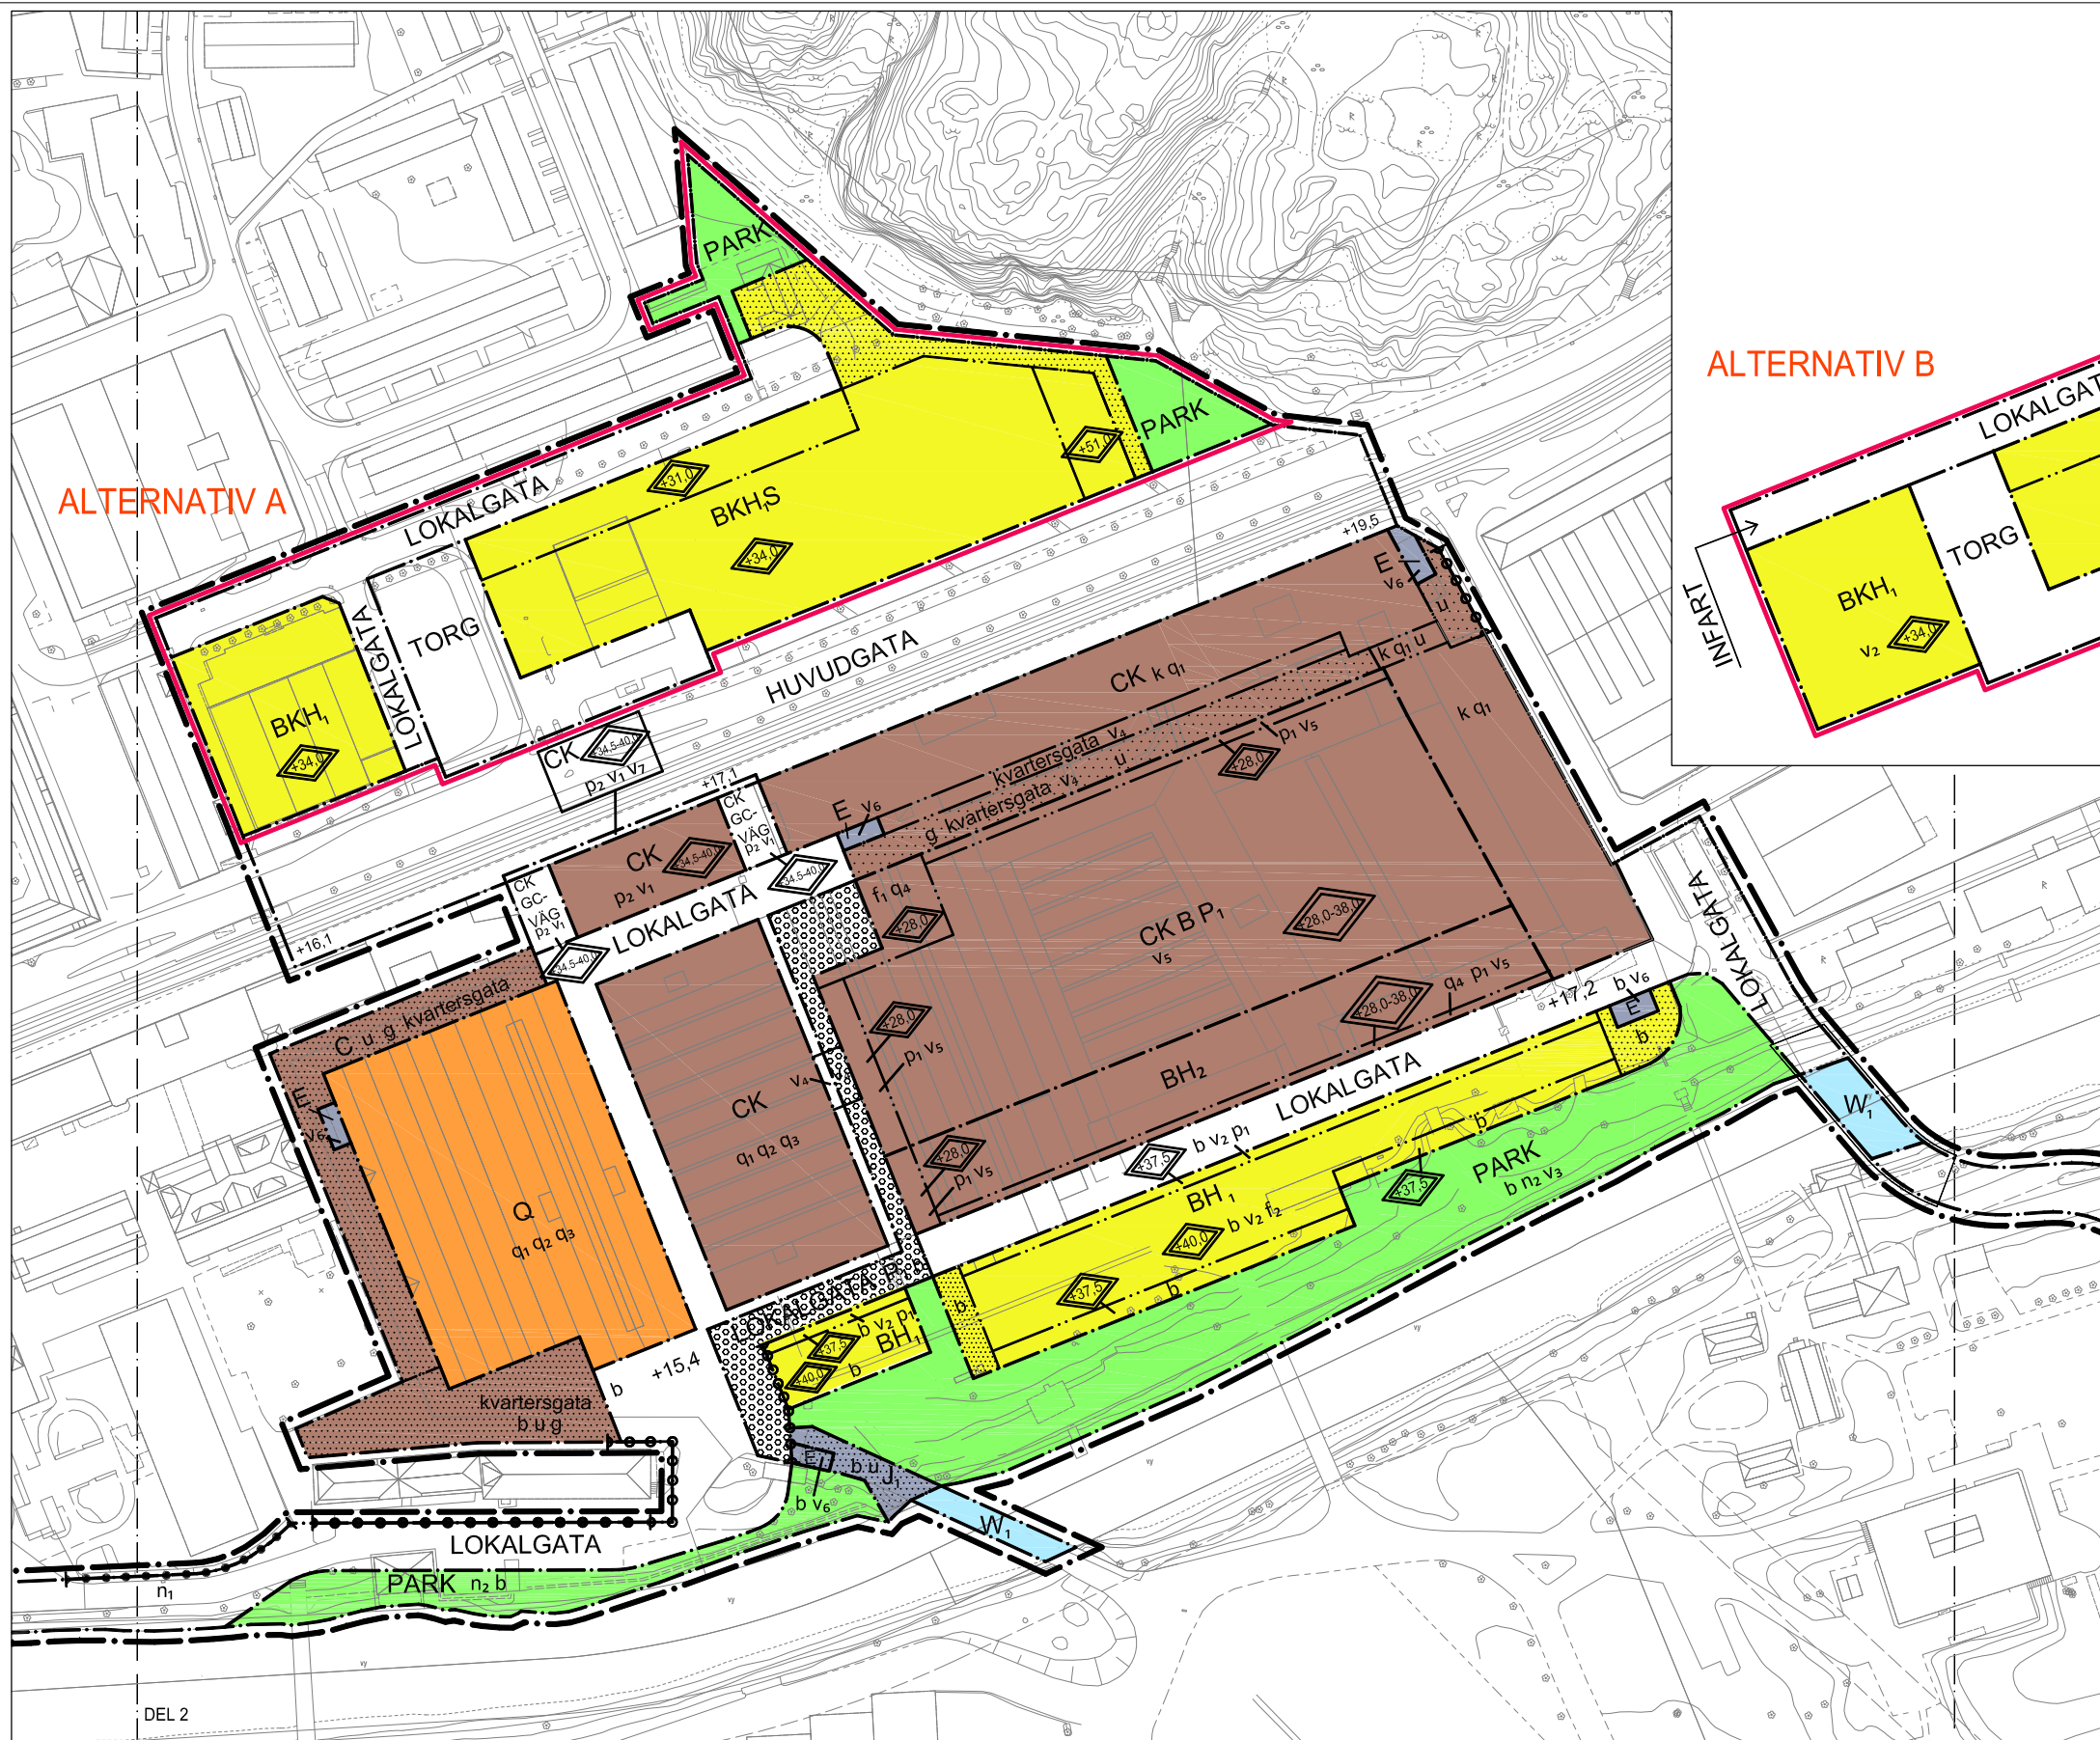 PARK
PARK
ALTERNATIV B
LOKALGAT
+51,0
ALTERNATIV A
+31,0
LOKALGATA
BKH₁S
+34,0
+19,5
E
v₆
u
TORG
INFART
BKH₁
v₂
+34,0
LOKALGATA
TORG
HUVUDGATA
BKH₁
+34,0
CK
+34,5-40,0
p₂ v₁ v₇
CK k q₁
k q₁ u
k q₁
kvartersgata v₄
g kvartersgata v₄ u
p₁ v₅
+28,0
+17,1
CK
GC-
VÄG
p₂ v₁
E v₆
CK
+34,5-40,0
p₂ v₁
+34,5-40,0
CK
GC-
VÄG
p₂ v₁
LOKALGATA
f₁ q₄
+28,0
CK B P₁
v₅
+28,0-38,0
+16,1
+34,5-40,0
LOKALGATA
C u g kvartersgata
+28,0
p₁ v₅
+28,0-38,0
q₄ p₁ v₅
+17,2
b v₆
E
b
BH₂
LOKALGATA
v₄
CK
q₁ q₂ q₃
E
v₆
W₁
+28,0
p₁ v₅
+37,5
b v₂ p₁
b
PARK
b n₂ v₃
+37,5
BH₁
b v₂ f₂
+40,0
Q
q₁ q₂ q₃
+37,5
b
b
LOKALGATA
b v₂ p₁
+37,5
BH₁
+40,0
b
+15,4
b
kvartersgata
b u g
E
b u J₁
b v₆
W₁
LOKALGATA
PARK n₂ b
n₁
DEL 2